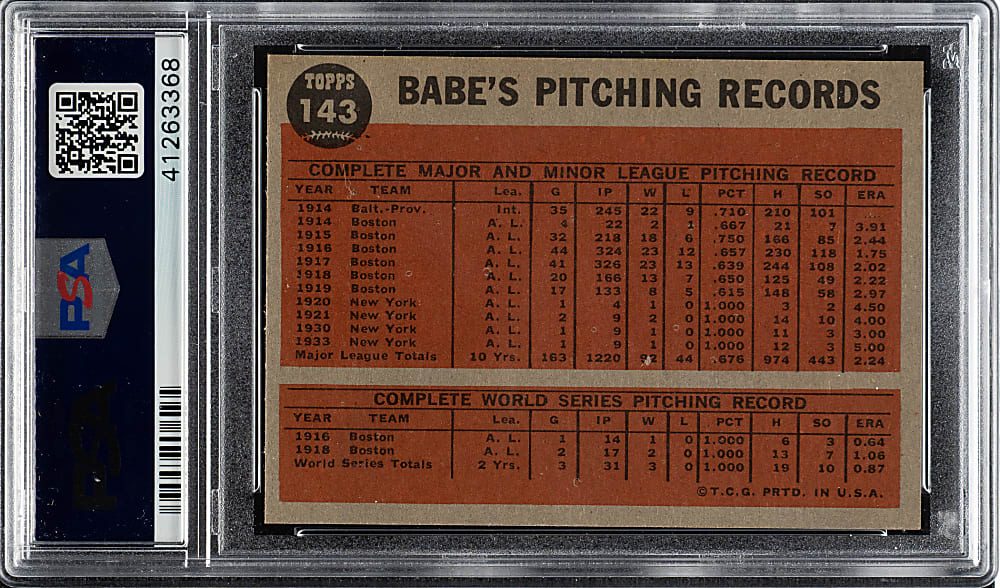 41263368
PSA
PSA
TOPPS
143
BABE'S PITCHING RECORDS
COMPLETE MAJOR AND MINOR LEAGUE PITCHING RECORD
YEAR TEAM Lea. G IP W L PCT H SO ERA
1914 Balt.-Prov. Int. 35 245 22 9 .710 210 101 ....
1914 Boston A. L. 4 22 2 1 .667 21 7 3.91
1915 Boston A. L. 32 218 18 6 .750 166 85 2.44
1916 Boston A. L. 44 324 23 12 .657 230 118 1.75
1917 Boston A. L. 41 326 23 13 .639 244 108 2.02
1918 Boston A. L. 20 166 13 7 .650 125 49 2.22
1919 Boston A. L. 17 133 8 5 .615 148 58 2.97
1920 New York A. L. 1 4 1 0 1.000 3 2 4.50
1921 New York A. L. 2 9 2 0 1.000 14 10 4.00
1930 New York A. L. 1 9 1 0 1.000 11 3 3.00
1933 New York A. L. 1 9 1 0 1.000 12 3 5.00
Major League Totals 10 Yrs. 163 1220 92 44 .676 974 443 2.24
COMPLETE WORLD SERIES PITCHING RECORD
YEAR TEAM Lea. G IP W L PCT H SO ERA
1916 Boston A. L. 1 14 1 0 1.000 6 3 0.64
1918 Boston A. L. 2 17 2 0 1.000 13 7 1.06
World Series Totals 2 Yrs. 3 31 3 0 1.000 19 10 0.87
©T.C.G. PRTD. IN U.S.A.